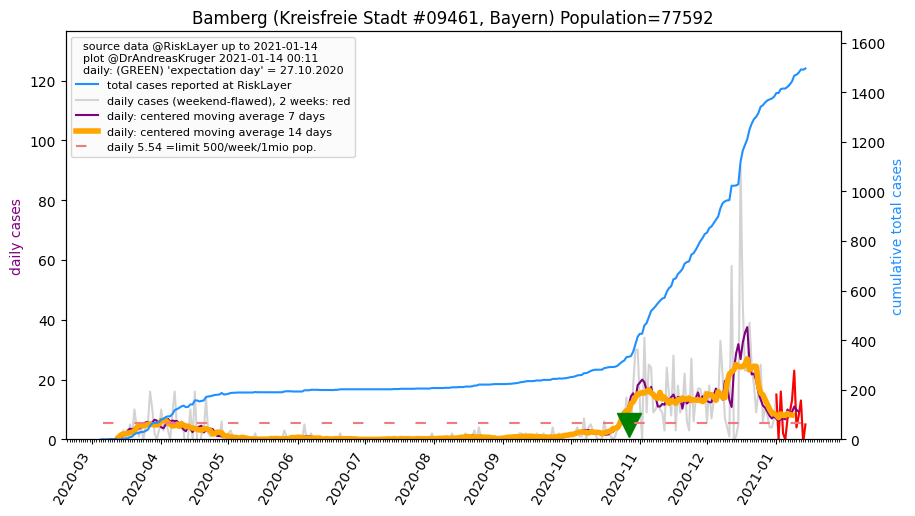 Bamberg (Kreisfreie Stadt #09461, Bayern) Population=77592
source data @RiskLayer up to 2021-01-14
plot @DrAndreasKruger 2021-01-14 00:11
daily: (GREEN) 'expectation day' = 27.10.2020
total cases reported at RiskLayer
daily cases (weekend-flawed), 2 weeks: red
daily: centered moving average 7 days
daily: centered moving average 14 days
daily 5.54 =limit 500/week/1mio pop.
daily cases
120
100
80
60
40
20
0
cumulative total cases
1600
1400
1200
1000
800
600
400
200
0
2020-03
2020-04
2020-05
2020-06
2020-07
2020-08
2020-09
2020-10
2020-11
2020-12
2021-01